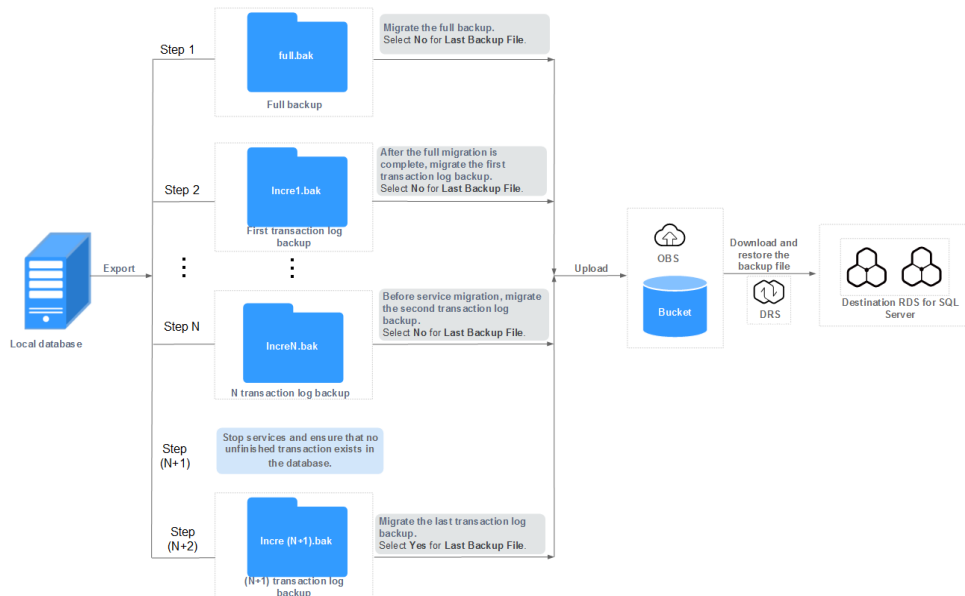 Step 1
full.bak
Full backup
Migrate the full backup.
Select No for Last Backup File.
Step 2
Incre1.bak
First transaction log
backup
After the full migration is
complete, migrate the first
transaction log backup.
Select No for Last Backup File.
Local database
Export
Step N
IncreN.bak
N transaction log backup
Before service migration, migrate
the second transaction log
backup.
Select No for Last Backup File.
Step
(N+1)
Stop services and ensure that no
unfinished transaction exists in
the database.
Step
(N+2)
Incre (N+1).bak
(N+1) transaction log
backup
Migrate the last transaction log
backup.
Select Yes for Last Backup File.
Upload
OBS
Bucket
Download and
restore the
backup file
DRS
Destination RDS for SQL
Server